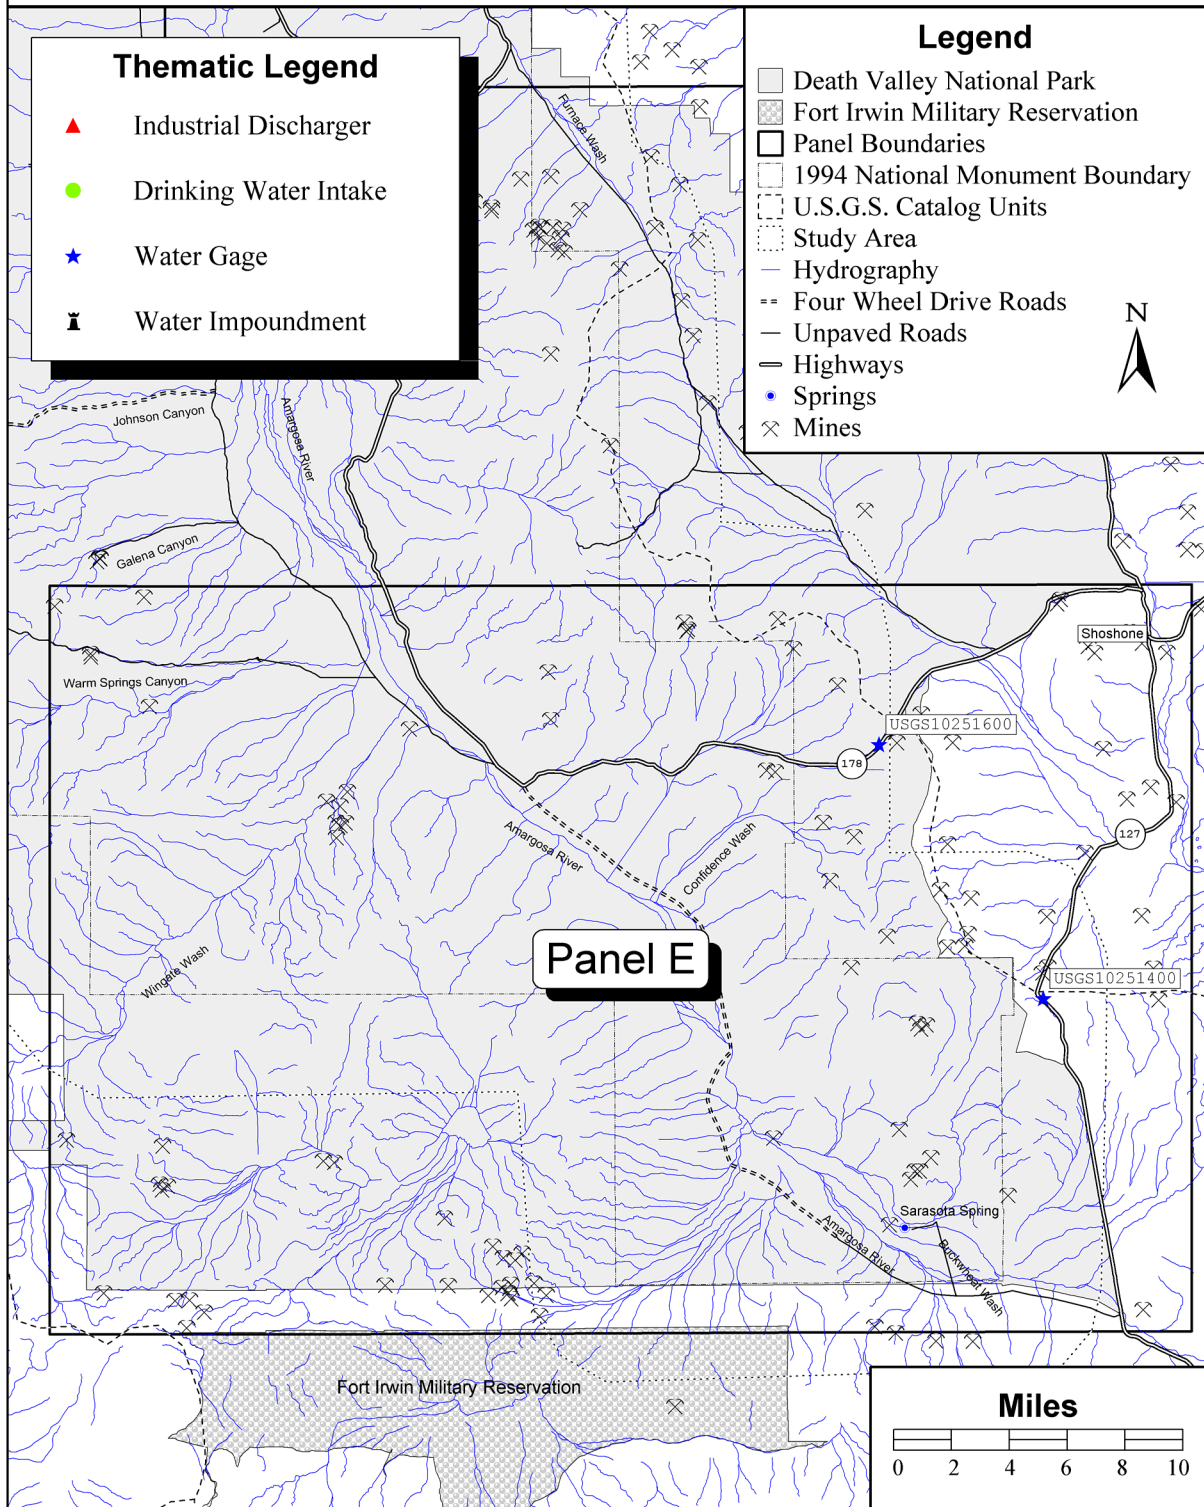 Thematic Legend
Industrial Discharger
Drinking Water Intake
Water Gage
Water Impoundment
Legend
Death Valley National Park
Fort Irwin Military Reservation
Panel Boundaries
1994 National Monument Boundary
U.S.G.S. Catalog Units
Study Area
Hydrography
Four Wheel Drive Roads
Unpaved Roads
Highways
Springs
Mines
N
Furnace Wash
Johnson Canyon
Amargosa River
Galena Canyon
Shoshone
Warm Springs Canyon
USGS10251600
178
127
Amargosa River
Confidence Wash
Panel E
Wingate Wash
USGS10251400
Sarasota Spring
Amargosa River
Buckwheat Wash
Fort Irwin Military Reservation
Miles
0 2 4 6 8 10